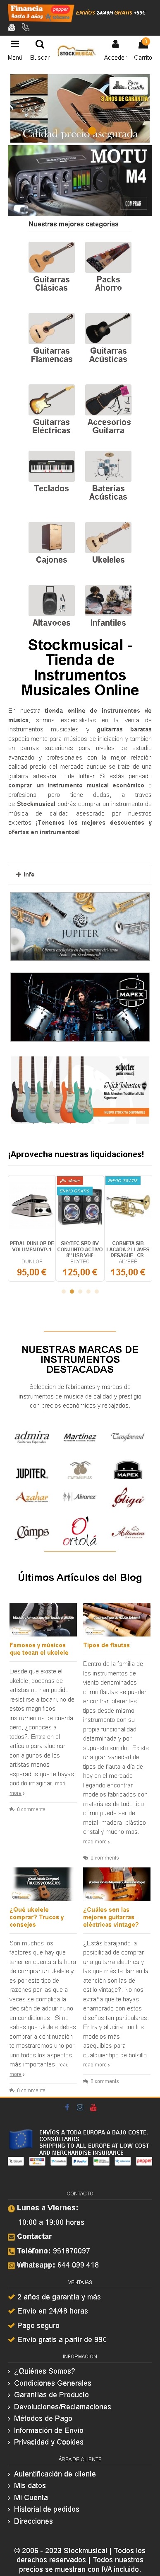 Financia
pepper
ENVÍOS 24/48H GRATIS +99€
Menú
Buscar
STOCKMUSICAL
Acceder
Carrito
0
Paco Castillo
3 AÑOS DE GARANTÍA
Calidad precio asegurada
MOTU
M4
COMPRAR
Nuestras mejores categorías
Guitarras Clásicas
Packs Ahorro
Guitarras Flamencas
Guitarras Acústicas
Guitarras Eléctricas
Accesorios Guitarra
Teclados
Baterías Acústicas
Cajones
Ukeleles
Altavoces
Infantiles
Stockmusical -
Tienda de
Instrumentos
Musicales Online
En nuestra tienda online de instrumentos de
música, somos especialistas en la venta de
instrumentos musicales y guitarras baratas
especialmente para músicos de iniciación y también
en gamas superiores para niveles de estudio
avanzado y profesionales con la mejor relación
calidad precio del mercado aunque se trate de una
guitarra artesana o de luthier. Si estás pensado
comprar un instrumento musical económico o
profesional pero tiene dudas, a través
de Stockmusical podrás comprar un instrumento de
música de calidad asesorado por nuestros
expertos ¡Tenemos los mejores descuentos y
ofertas en instrumentos!
Info
JUPITER
MAPEX
schecter
guitar research
Nick Johnston
¡Aprovecha nuestras liquidaciones!
PEDAL DUNLOP DE
VOLUMEN DVP-1
DUNLOP
95,00 €
¡En oferta!
ENVÍO GRATIS
SKYTEC SPD-8V
CONJUNTO ACTIVO
8" USB VHF
SKYTEC
125,00 €
ENVÍO GRATIS
CORNETA SIB
LACADA 2 LLAVES
DESAGUE - CR-
ALYSEÉ
135,00 €
NUESTRAS MARCAS
DE INSTRUMENTOS
DESTACADAS
Selección de fabricantes y marcas de
instrumentos de música de calidad y prestigio
con precios económicos y rebajados.
admira
Martínez
Tanglewood
JUPITER
MAPEX
Azahar
Alvarez
Giga
Camps
Ortolá
Altamira
Últimos Artículos del Blog
Famosos y músicos
que tocan el ukelele
Desde que existe el
ukelele, docenas de
artistas no han podido
resistirse a tocar uno de
estos magníficos
instrumentos de cuerda
pero, ¿conoces a
todos?. Entra en el
artículo para alucinar
con algunos de los
artistas menos
esperados que te hayas
podido imaginar. read
more »
0 comments
Tipos de flautas
Dentro de la familia de
los instrumentos de
viento denominados
como flautas se pueden
encontrar diferentes
tipos desde mismo
instrumento con su
propia funcionalidad
determinada y por
supuesto sonido. Existe
una gran variedad de
tipos de flauta a día de
hoy en el mercado
llegando encontrar
modelos fabricados con
materiales de todo tipo
cómo puede ser de
metal, madera, plástico,
cristal y mucho más.
read more »
0 comments
¿Qué ukelele
comprar? Trucos y
consejos
Son muchos los
factores que hay que
tener en cuenta a la hora
de comprar un ukelele y
es por este tipo de
razones por las que a
veces se complica la
decisión de adquirir uno
en condiciones. Si no
sabes que ukulele debes
comprar a continuación
te mostraremos uno por
uno todos los aspectos
más importantes. read
more »
0 comments
¿Cuáles son las
mejores guitarras
eléctricas vintage?
¿Estás barajando la
posibilidad de comprar
una guitarra eléctrica y
las que más te llaman la
atención son las de
estilo vintage?. No nos
extraña que te hayas
enamorado de ellas.
Entra y alucina con los
modelos más
asequibles para
cualquier tipo de bolsillo.
read more »
0 comments
ENVÍOS A TODA EUROPA A BAJO COSTE.
CONSÚLTANOS
SHIPPING TO ALL EUROPE AT LOW COST
AND MERCHANDISE INSURANCE
CONTACTO
Lunes a Viernes:
10:00 a 19:00 horas
Contactar
Teléfono: 951870097
Whatsapp: 644 099 418
VENTAJAS
2 años de garantía y más
Envío en 24/48 horas
Pago seguro
Envío gratis a partir de 99€
INFORMACIÓN
¿Quiénes Somos?
Condiciones Generales
Garantías de Producto
Devoluciones/Reclamaciones
Métodos de Pago
Información de Envío
Privacidad y Cookies
ÁREA DE CLIENTE
Autentificación de cliente
Mis datos
Mi Cuenta
Historial de pedidos
Direcciones
© 2006 - 2023 Stockmusical | Todos los
derechos reservados | Todos nuestros
precios se muestran con IVA incluido.